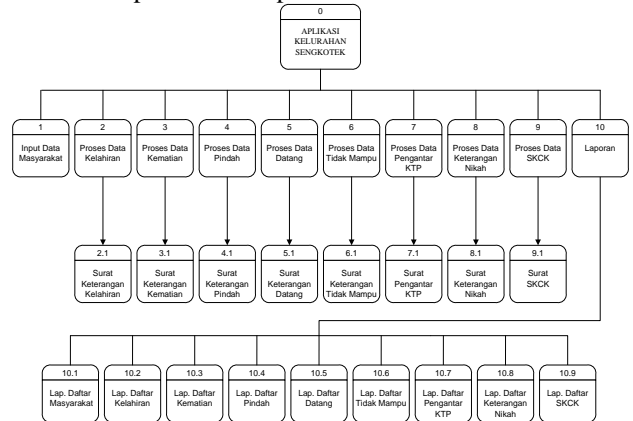 0
APLIKASI
KELURAHAN
SENGKOTEK
1
Input Data
Masyarakat
2
Proses Data
Kelahiran
3
Proses Data
Kematian
4
Proses Data
Pindah
5
Proses Data
Datang
6
Proses Data
Tidak Mampu
7
Proses Data
Pengantar
KTP
8
Proses Data
Keterangan
Nikah
9
Proses Data
SKCK
10
Laporan
2.1
Surat
Keterangan
Kelahiran
3.1
Surat
Keterangan
Kematian
4.1
Surat
Keterangan
Pindah
5.1
Surat
Keterangan
Datang
6.1
Surat
Keterangan
Tidak Mampu
7.1
Surat
Pengantar
KTP
8.1
Surat
Keterangan
Nikah
9.1
Surat
SKCK
10.1
Lap. Daftar
Masyarakat
10.2
Lap. Daftar
Kelahiran
10.3
Lap. Daftar
Kematian
10.4
Lap. Daftar
Pindah
10.5
Lap. Daftar
Datang
10.6
Lap. Daftar
Tidak Mampu
10.7
Lap. Daftar
Pengantar
KTP
10.8
Lap. Daftar
Keterangan
Nikah
10.9
Lap. Daftar
SKCK